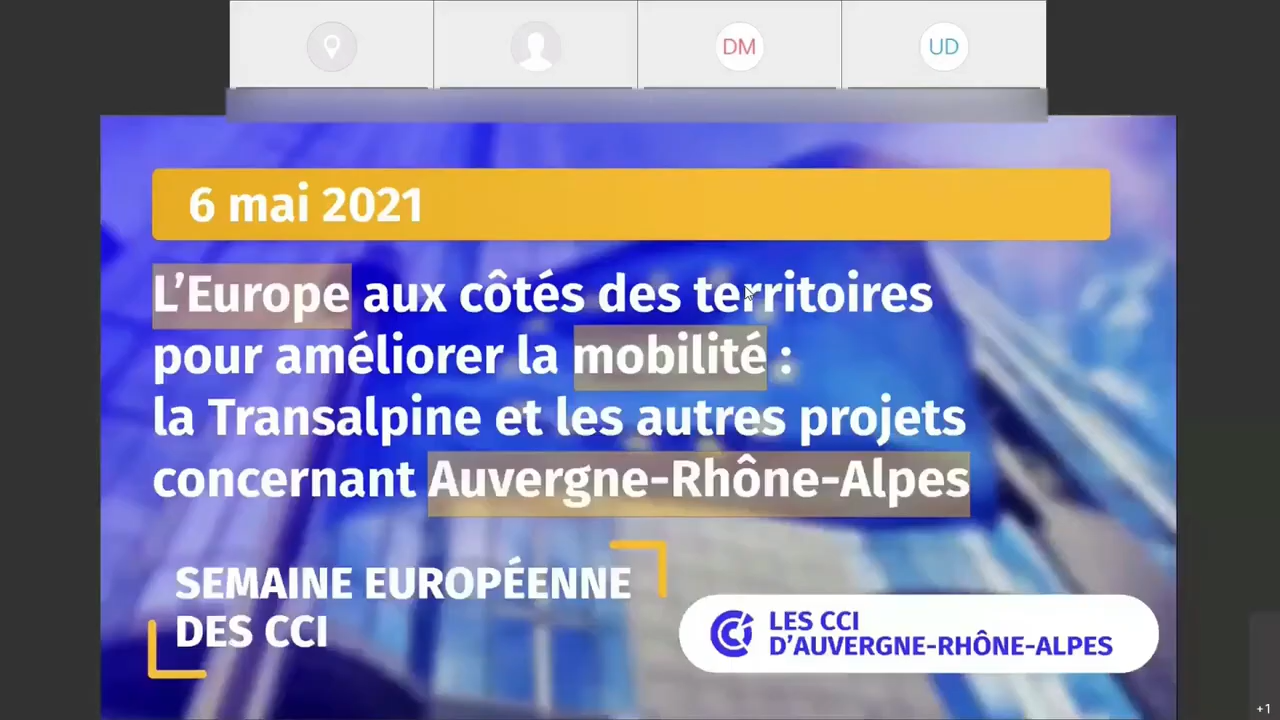 DM
UD
6 mai 2021
L'Europe aux côtés des territoires
pour améliorer la mobilité :
la Transalpine et les autres projets
concernant Auvergne-Rhône-Alpes
SEMAINE EUROPÉENNE
DES CCI
LES CCI
D'AUVERGNE-RHÔNE-ALPES
+1